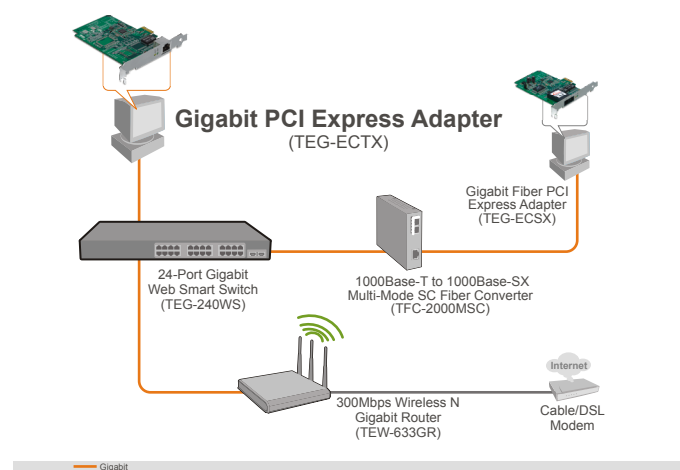 Gigabit PCI Express Adapter
(TEG-ECTX)
Gigabit Fiber PCI
Express Adapter
(TEG-ECSX)
24-Port Gigabit
Web Smart Switch
(TEG-240WS)
1000Base-T to 1000Base-SX
Multi-Mode SC Fiber Converter
(TFC-2000MSC)
300Mbps Wireless N
Gigabit Router
(TEW-633GR)
Internet
Cable/DSL
Modem
Gigabit